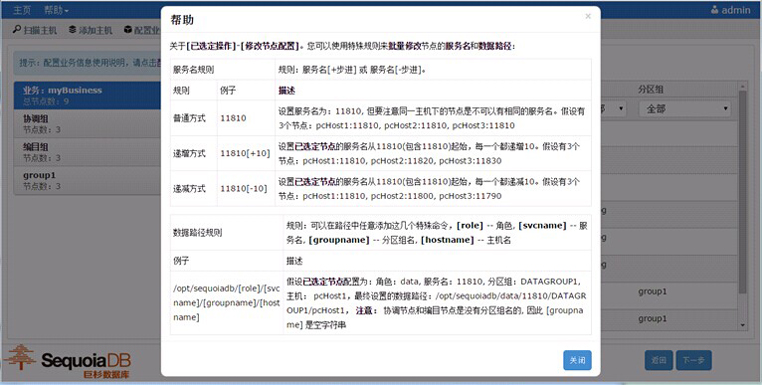 主页 帮助 admin
扫描主机 添加主机 配置业
提示：配置业务信息使用说明，请点击
业务：myBusiness
总节点数：9
协调组
节点数：3
编目组
节点数：3
group1
节点数：3
帮助 ×
关于[已选定操作]-[修改节点配置]。您可以使用特殊规则来批量修改节点的服务名和数据路径：
服务名规则 规则：服务名[+步进] 或 服务名[-步进]。
规则 例子 描述
普通方式 11810 设置服务名为：11810, 但要注意同一主机下的节点是不可以有相同的服务名。假设有
3个节点：pcHost1:11810, pcHost2:11810, pcHost3:11810
递增方式 11810[+10] 设置已选定节点的服务名从11810(包含11810)起始，每一个都递增10。假设有3个
节点：pcHost1:11810, pcHost2:11820, pcHost3:11830
递减方式 11810[-10] 设置已选定节点的服务名从11810(包含11810)起始，每一个都递减10。假设有3个
节点：pcHost1:11810, pcHost2:11800, pcHost3:11790
数据路径规则 规则：可以在路径中任意添加这几个特殊命令，[role] -- 角色, [svcname] -- 服
务名, [groupname] -- 分区组名, [hostname] -- 主机名
例子 描述
/opt/sequoiadb/[role]/[svc
name]/[groupname]/[host
name]
假设已选定节点配置为：角色：data, 服务名：11810, 分区组：DATAGROUP1,
主机： pcHost1，最终设置的数据路径：/opt/sequoiadb/data/11810/DATAGR
OUP1/pcHost1， 注意： 协调节点和编目节点是没有分区组名的, 因此 [groupna
me] 是空字符串
关闭
分区组
全部
group1
group1
SequoiaDB
巨杉数据库
返回 下一步